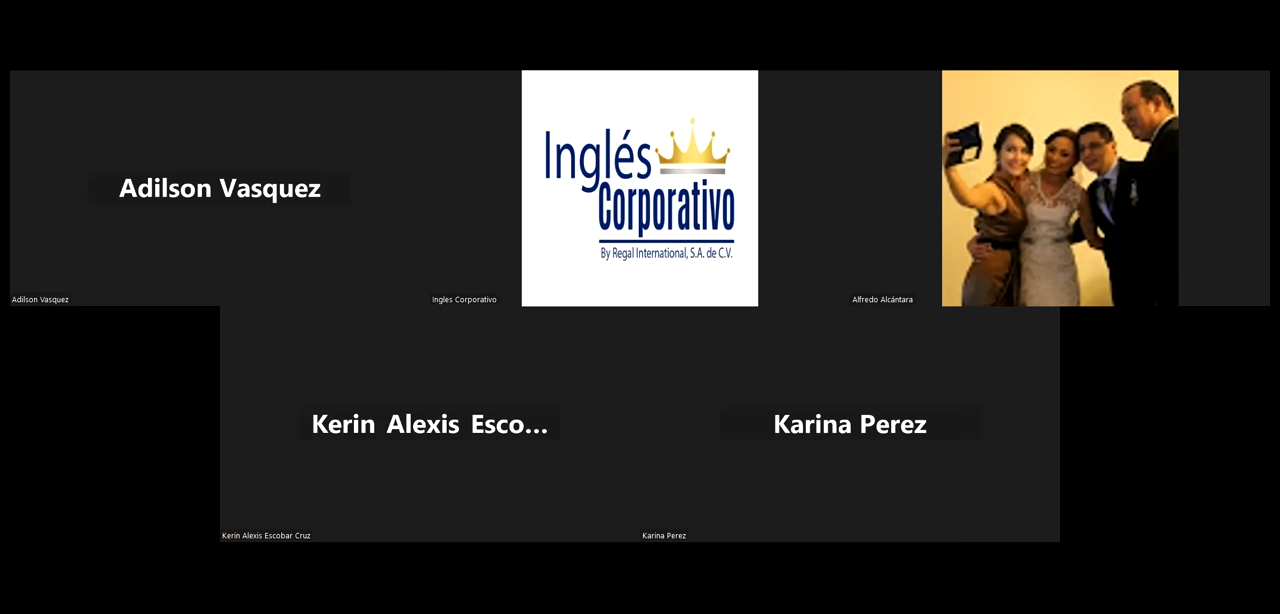 Adilson Vasquez
Adilson Vasquez
Inglés
Corporativo
By Regal International, S.A. de C.V.
Ingles Corporativo
Alfredo Alcántara
Kerin Alexis Esco...
Kerin Alexis Escobar Cruz
Karina Perez
Karina Perez